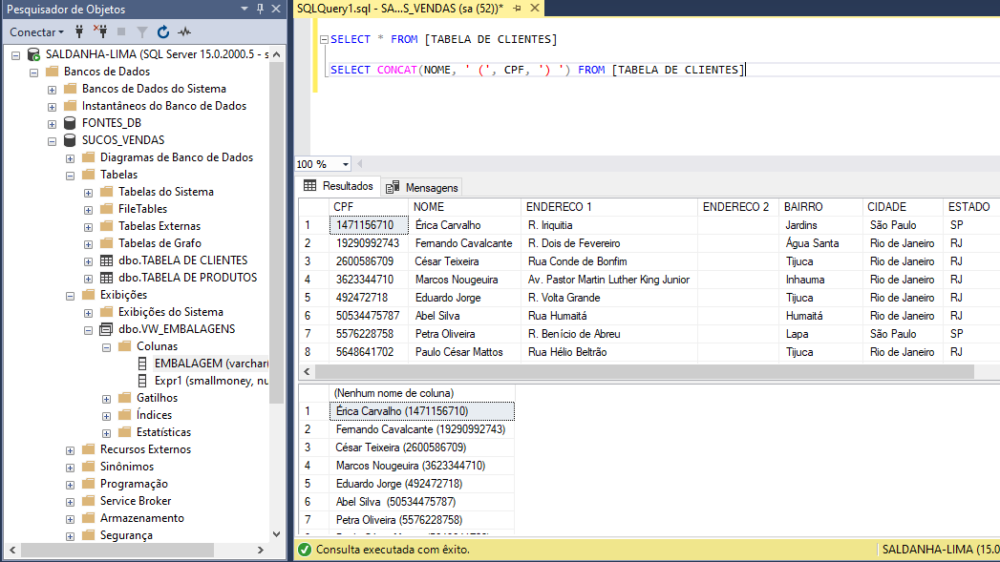 Pesquisador de Objetos
Conectar
SALDANHA-LIMA (SQL Server 15.0.2000.5 - s
Bancos de Dados
Bancos de Dados do Sistema
Instantâneos do Banco de Dados
FONTES_DB
SUCOS_VENDAS
Diagramas de Banco de Dados
Tabelas
Tabelas do Sistema
FileTables
Tabelas Externas
Tabelas de Grafo
dbo.TABELA DE CLIENTES
dbo.TABELA DE PRODUTOS
Exibições
Exibições do Sistema
dbo.VW_EMBALAGENS
Colunas
EMBALAGEM (varchar(
Expr1 (smallmoney, nu
Gatilhos
Índices
Estatísticas
Recursos Externos
Sinônimos
Programação
Service Broker
Armazenamento
Segurança
SQLQuery1.sql - SA...S_VENDAS (sa (52))*
SELECT * FROM [TABELA DE CLIENTES]
SELECT CONCAT(NOME, ' (', CPF, ') ') FROM [TABELA DE CLIENTES]
100 %
Resultados Mensagens
CPF NOME ENDERECO 1 ENDERECO 2 BAIRRO CIDADE ESTADO
1 1471156710 Érica Carvalho R. Iriquitia Jardins São Paulo SP
2 19290992743 Fernando Cavalcante R. Dois de Fevereiro Água Santa Rio de Janeiro RJ
3 2600586709 César Teixeira Rua Conde de Bonfim Tijuca Rio de Janeiro RJ
4 3623344710 Marcos Nougeuira Av. Pastor Martin Luther King Junior Inhauma Rio de Janeiro RJ
5 492472718 Eduardo Jorge R. Volta Grande Tijuca Rio de Janeiro RJ
6 50534475787 Abel Silva Rua Humaitá Humaitá Rio de Janeiro RJ
7 5576228758 Petra Oliveira R. Benício de Abreu Lapa São Paulo SP
8 5648641702 Paulo César Mattos Rua Hélio Beltrão Tijuca Rio de Janeiro RJ
(Nenhum nome de coluna)
1 Érica Carvalho (1471156710)
2 Fernando Cavalcante (19290992743)
3 César Teixeira (2600586709)
4 Marcos Nougeuira (3623344710)
5 Eduardo Jorge (492472718)
6 Abel Silva (50534475787)
7 Petra Oliveira (5576228758)
Consulta executada com êxito.
SALDANHA-LIMA (15.0